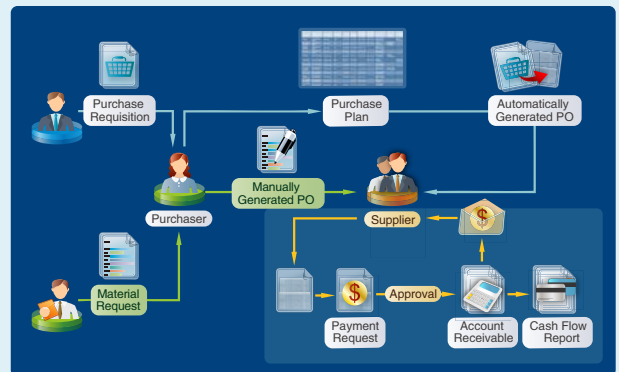 Purchase
Requisition
Purchase
Plan
Automatically
Generated PO
Manually
Generated PO
Purchaser
Supplier
Material
Request
$
$
Approval
Payment
Request
Account
Receivable
Cash Flow
Report